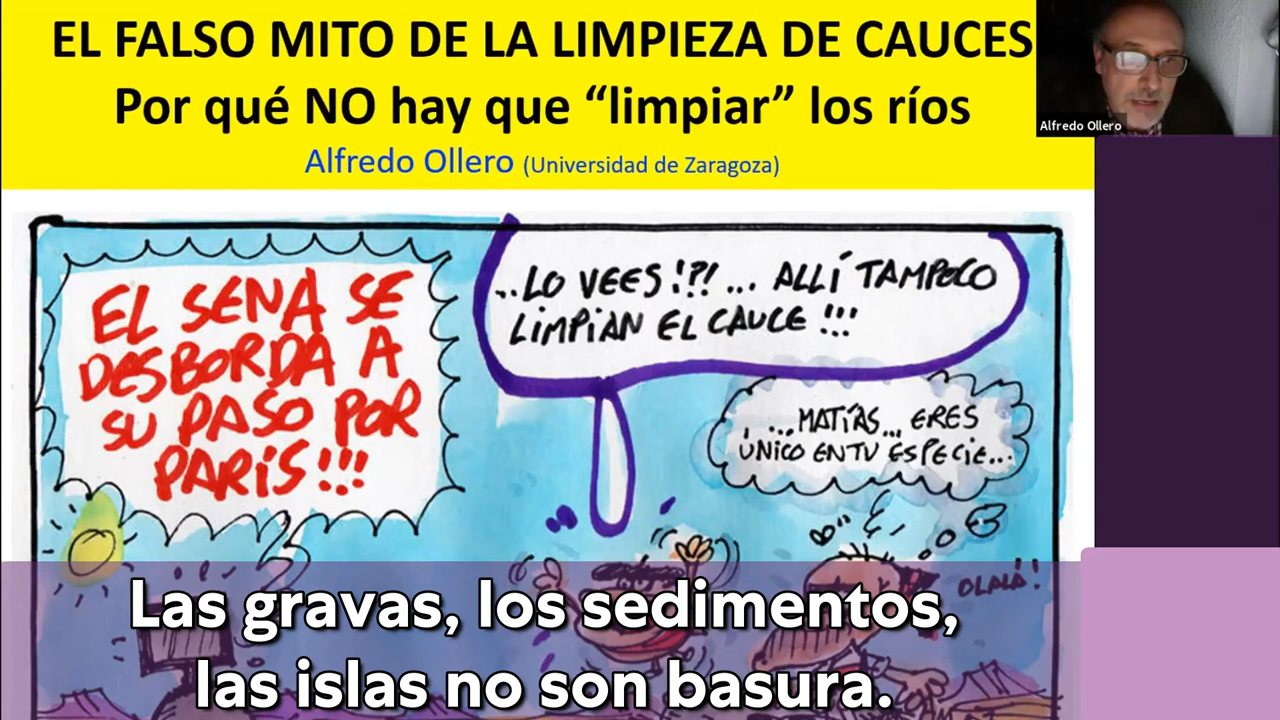 EL FALSO MITO DE LA LIMPIEZA DE CAUCES
Por qué NO hay que “limpiar” los ríos
Alfredo Ollero (Universidad de Zaragoza)
Alfredo Ollero
EL SENA SE
DESBORDA A
SU PASO POR
PARÍS!!!
..LO VEES!?!... ALLÍ TAMPOCO
LIMPIAN EL CAUCE!!!
...MATÍAS... ERES
ÚNICO EN TU ESPECIE...
OLALÁ!
Las gravas, los sedimentos,
las islas no son basura.